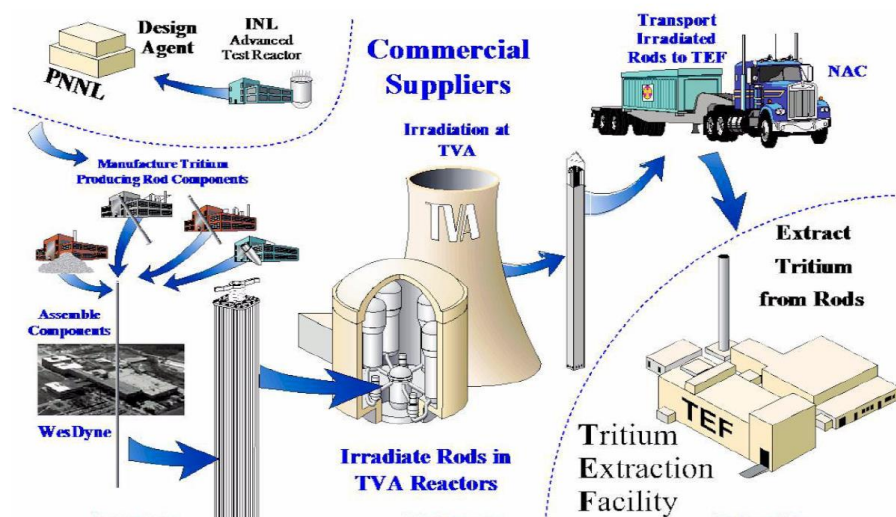 PNNL
Design
Agent
INL
Advanced
Test Reactor
Commercial
Suppliers
Transport
Irradiated
Rods to TEF
NAC
Manufacture Tritium
Producing Rod Components
Irradiation at
TVA
TVA
Assemble
Components
WesDyne
Irradiate Rods in
TVA Reactors
Extract
Tritium
from Rods
TEF
Tritium
Extraction
Facility